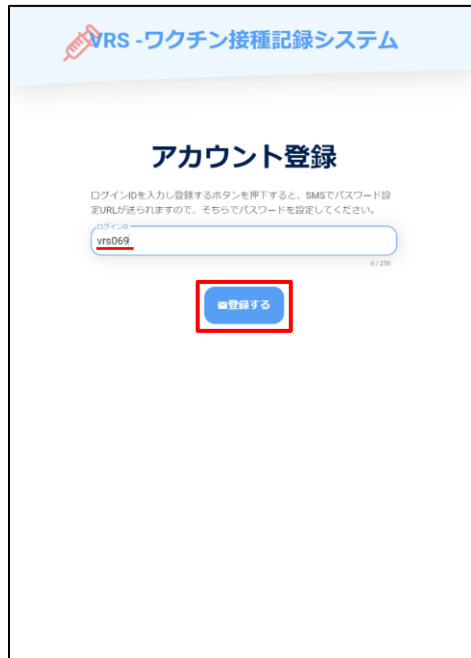 VRS -ワクチン接種記録システム
アカウント登録
ログインIDを入力し登録するボタンを押下すると、SMSでパスワード設
定URLが送られますので、そちらでパスワードを設定してください。
ログインID
vrs069
6 / 256
登録する